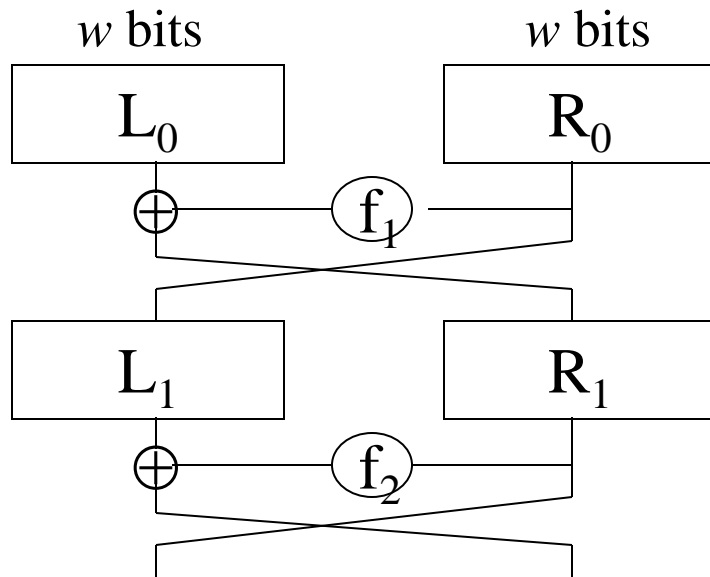 w bits w bits
L₀ R₀
f₁
L₁ R₁
f₂